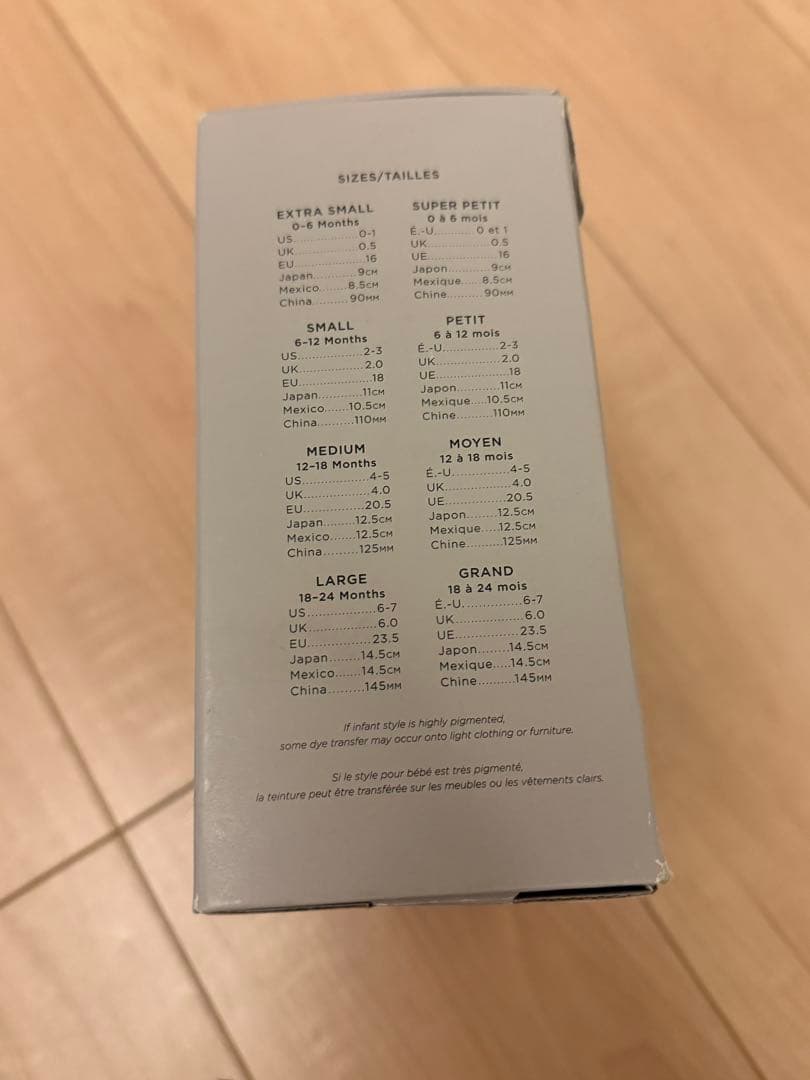 SIZES/TAILLES
EXTRA SMALL
0-6 Months
US....................0-1
UK....................0.5
EU.....................16
Japan............9CM
Mexico........8.5CM
China..........90MM
SMALL
6-12 Months
US...................2-3
UK...................2.0
EU.....................18
Japan.............11CM
Mexico.......10.5CM
China..........110MM
MEDIUM
12-18 Months
US...................4-5
UK...................4.0
EU..................20.5
Japan.........12.5CM
Mexico.......12.5CM
China..........125MM
LARGE
18-24 Months
US...................6-7
UK...................6.0
EU.................23.5
Japan........14.5CM
Mexico.......14.5CM
China..........145MM
SUPER PETIT
0 à 6 mois
É.-U........... 0 et 1
UK...................0.5
UE.....................16
Japon............9CM
Mexique.....8.5CM
Chine..........90MM
PETIT
6 à 12 mois
É.-U................2-3
UK...................2.0
UE.....................18
Japon.............11CM
Mexique....10.5CM
Chine..........110MM
MOYEN
12 à 18 mois
É.-U................4-5
UK...................4.0
UE.................20.5
Japon.........12.5CM
Mexique.....12.5CM
Chine..........125MM
GRAND
18 à 24 mois
É.-U................6-7
UK...................6.0
UE.................23.5
Japon........14.5CM
Mexique.....14.5CM
Chine..........145MM
If infant style is highly pigmented,
some dye transfer may occur onto light clothing or furniture.
Si le style pour bébé est très pigmenté,
la teinture peut être transférée sur les meubles ou les vêtements clairs.